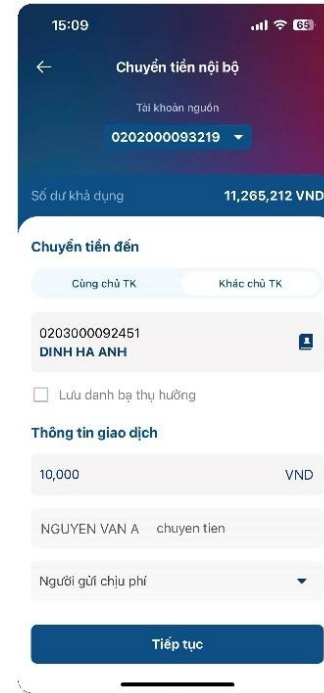 15:09
65
Chuyển tiền nội bộ
Tài khoản nguồn
0202000093219
Số dư khả dụng 11,265,212 VND
Chuyển tiền đến
Cùng chủ TK Khác chủ TK
0203000092451
DINH HA ANH
Lưu danh bạ thụ hưởng
Thông tin giao dịch
10,000 VND
NGUYEN VAN A chuyen tien
Người gửi chịu phí
Tiếp tục